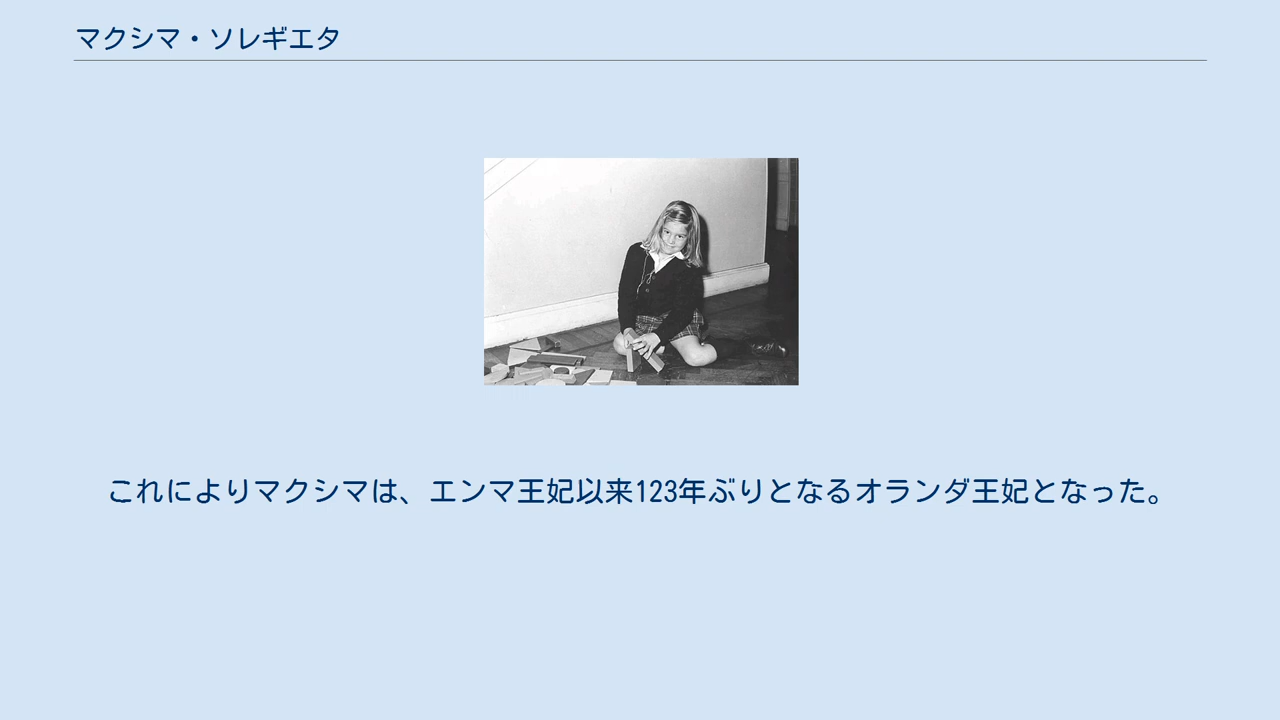 マクシマ・ソレギエタ
これによりマクシマは、エンマ王妃以来123年ぶりとなるオランダ王妃となった。